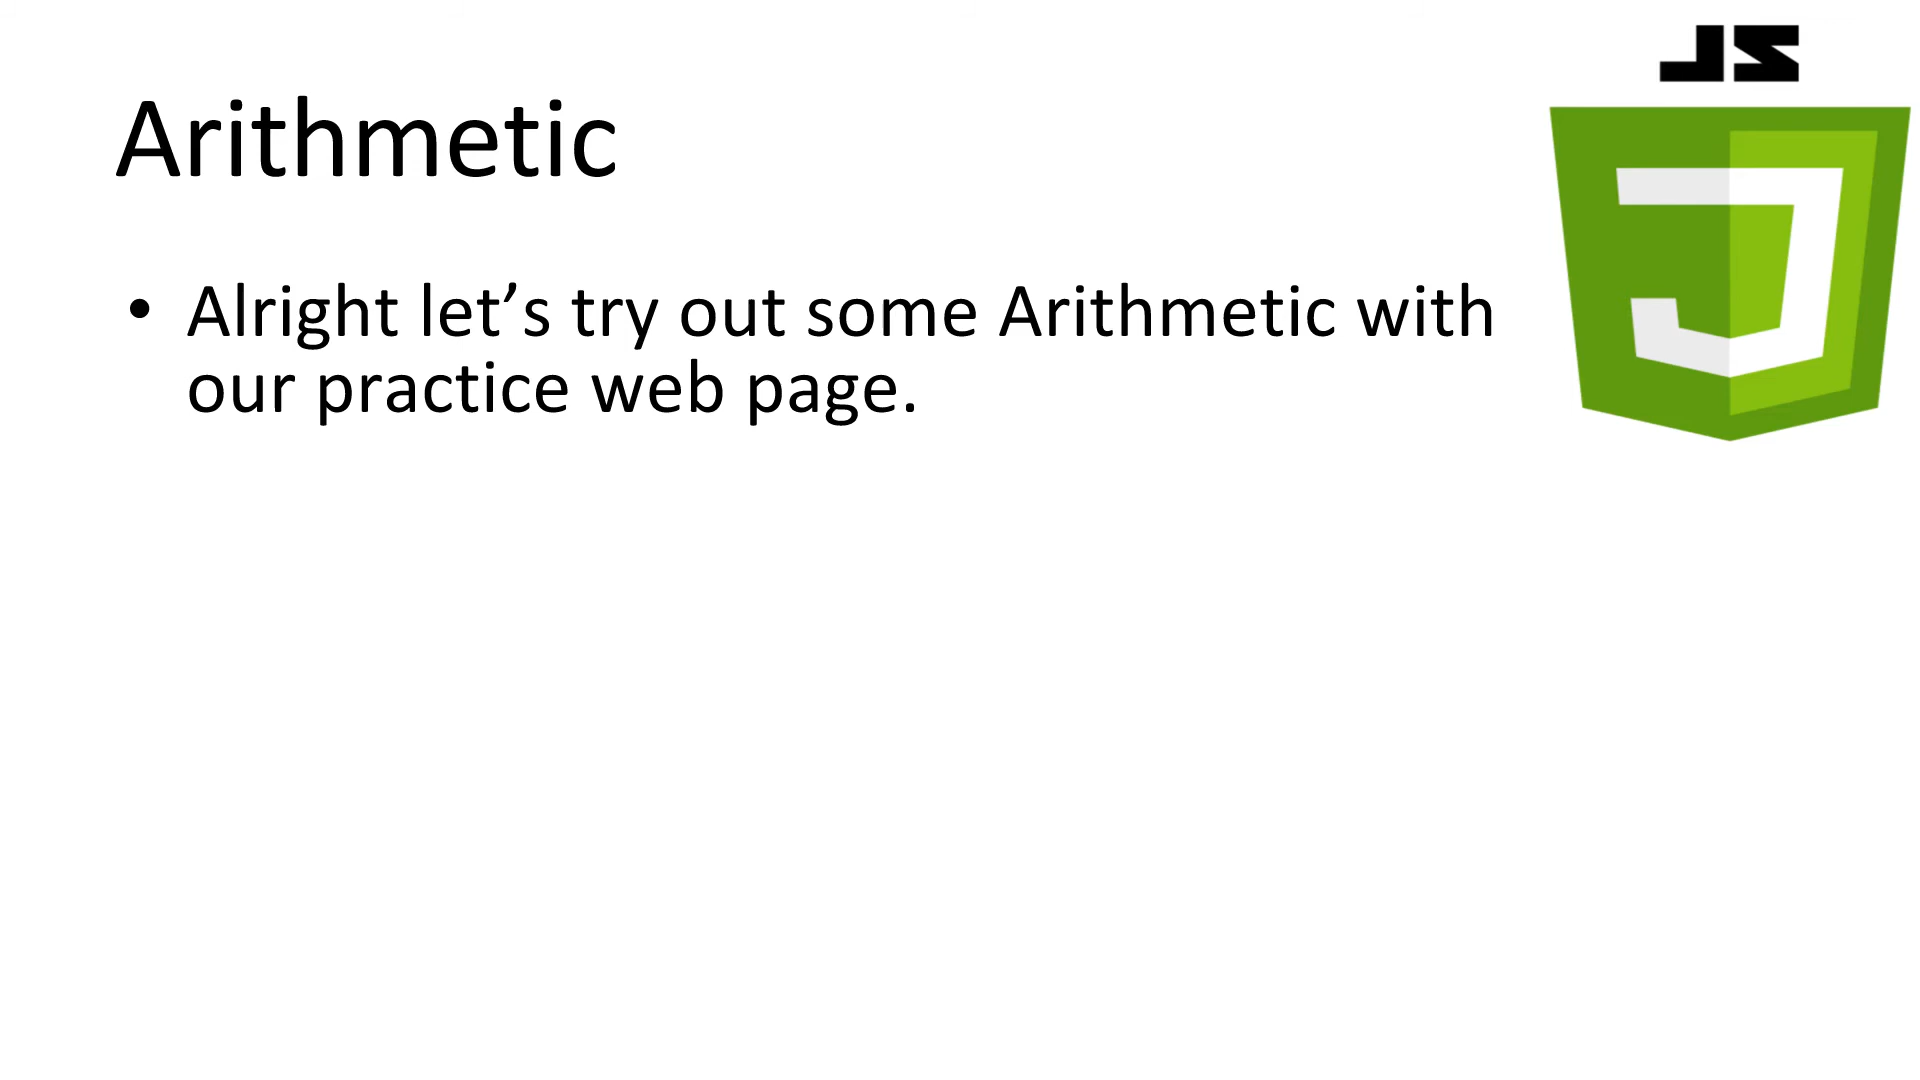 JS
Arithmetic
• Alright let’s try out some Arithmetic with
our practice web page.